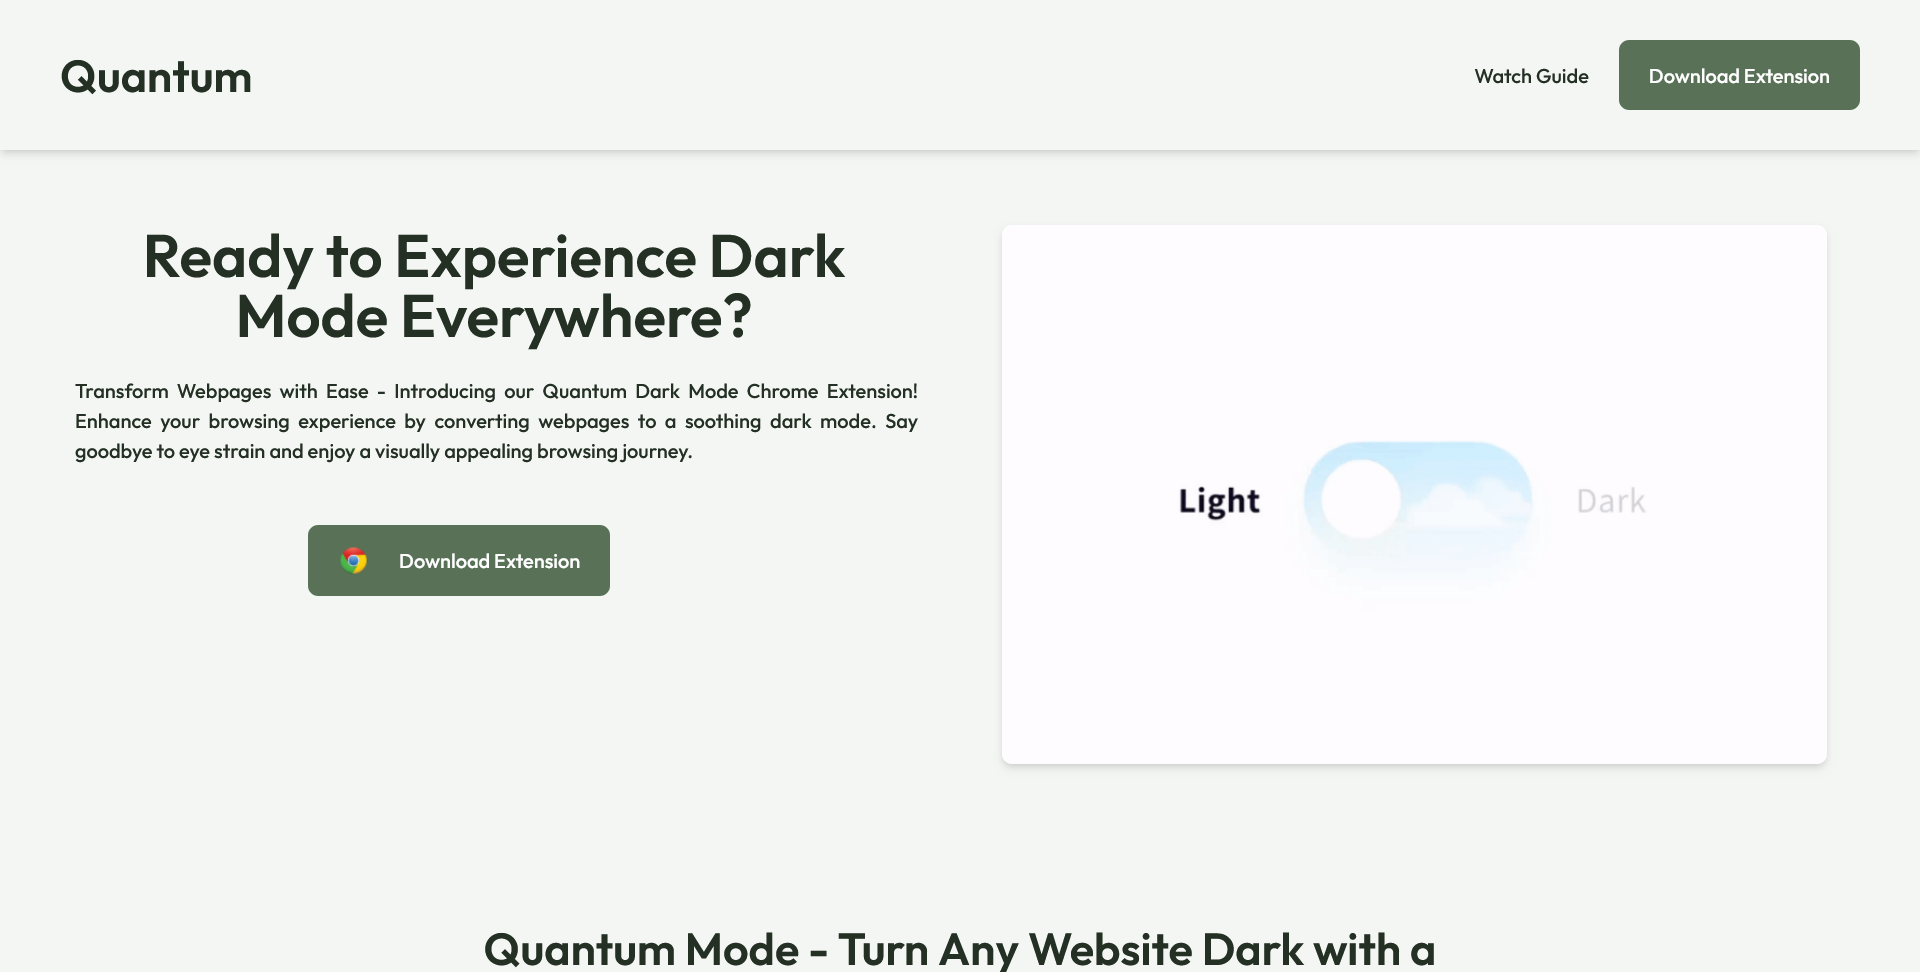 Quantum
Watch Guide
Download Extension
Ready to Experience Dark
Mode Everywhere?
Transform Webpages with Ease - Introducing our Quantum Dark Mode Chrome Extension!
Enhance your browsing experience by converting webpages to a soothing dark mode. Say
goodbye to eye strain and enjoy a visually appealing browsing journey.
Download Extension
Light
Dark
Quantum Mode - Turn Any Website Dark with a